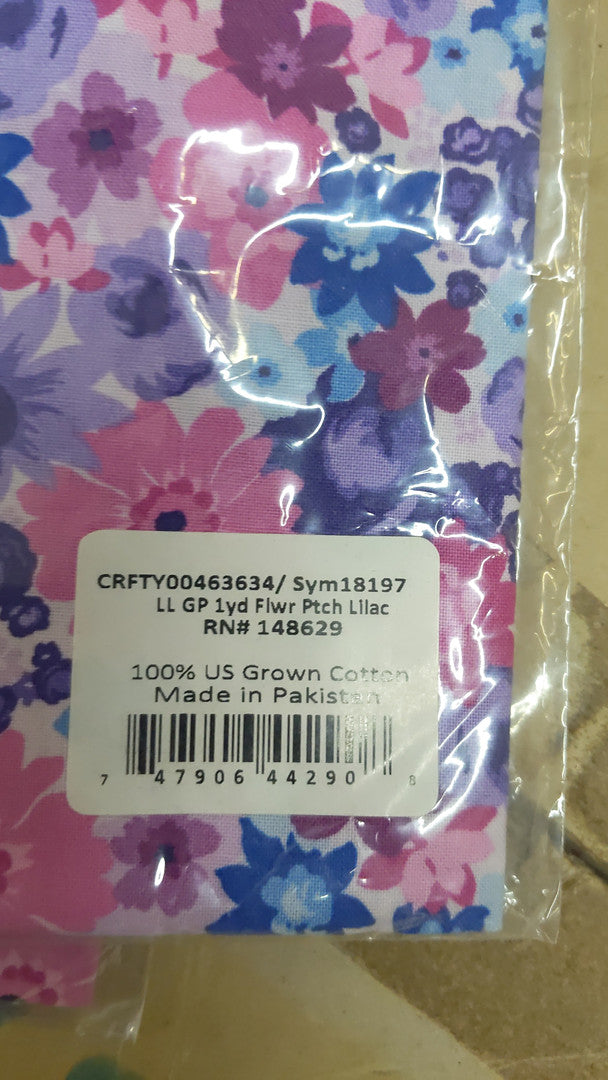 CRFTY00463634/ Sym18197
LL GP 1yd Flwr Ptch Lilac
RN# 148629
100% US Grown Cotton
Made in Pakistan
7 47906 44290 8